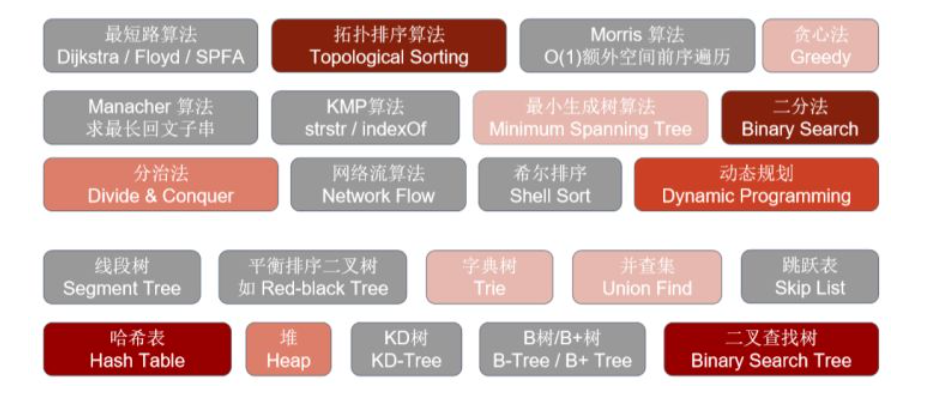 最短路算法
Dijkstra / Floyd / SPFA
拓扑排序算法
Topological Sorting
Morris 算法
O(1)额外空间前序遍历
贪心法
Greedy
Manacher 算法
求最长回文子串
KMP算法
strstr / indexOf
最小生成树算法
Minimum Spanning Tree
二分法
Binary Search
分治法
Divide & Conquer
网络流算法
Network Flow
希尔排序
Shell Sort
动态规划
Dynamic Programming
线段树
Segment Tree
平衡排序二叉树
如 Red-black Tree
字典树
Trie
并查集
Union Find
跳跃表
Skip List
哈希表
Hash Table
堆
Heap
KD树
KD-Tree
B树/B+树
B-Tree / B+ Tree
二叉查找树
Binary Search Tree